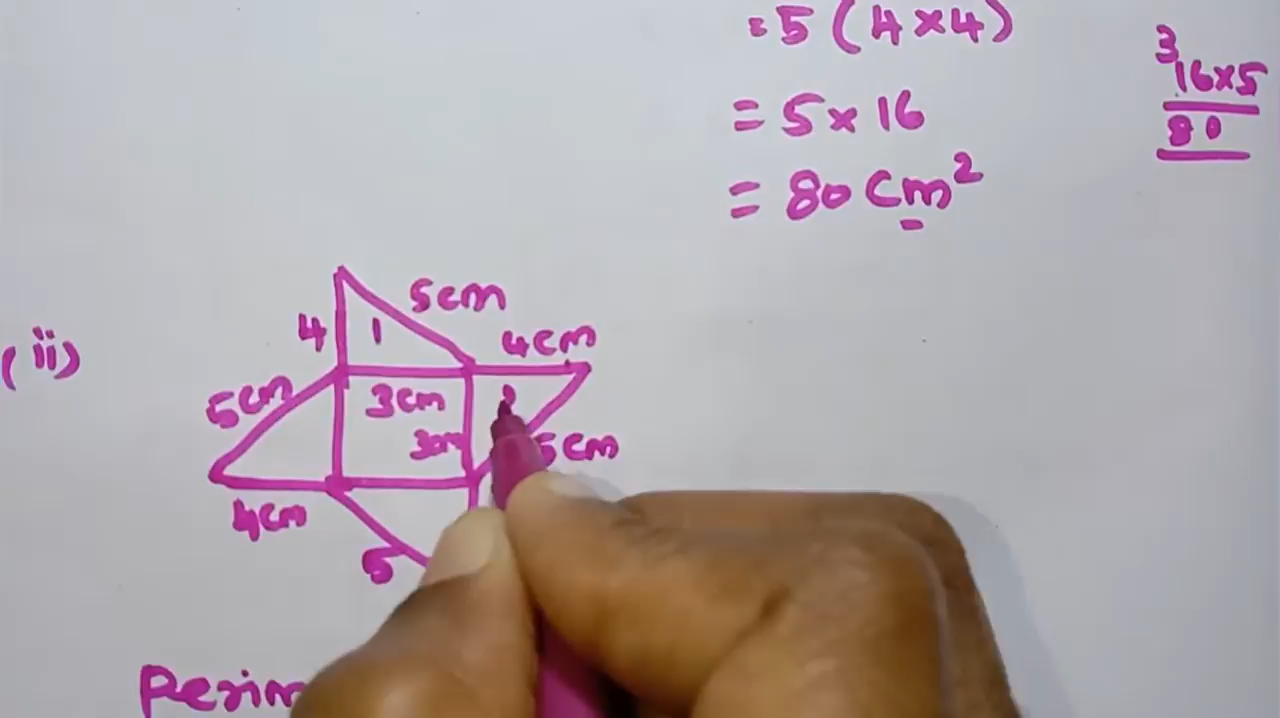 = 5 (4×4)
3
16×5
= 5 × 16
80
= 80 cm²
5cm
4
1
4cm
(ii)
5cm
3cm
3cm
5cm
4cm
5